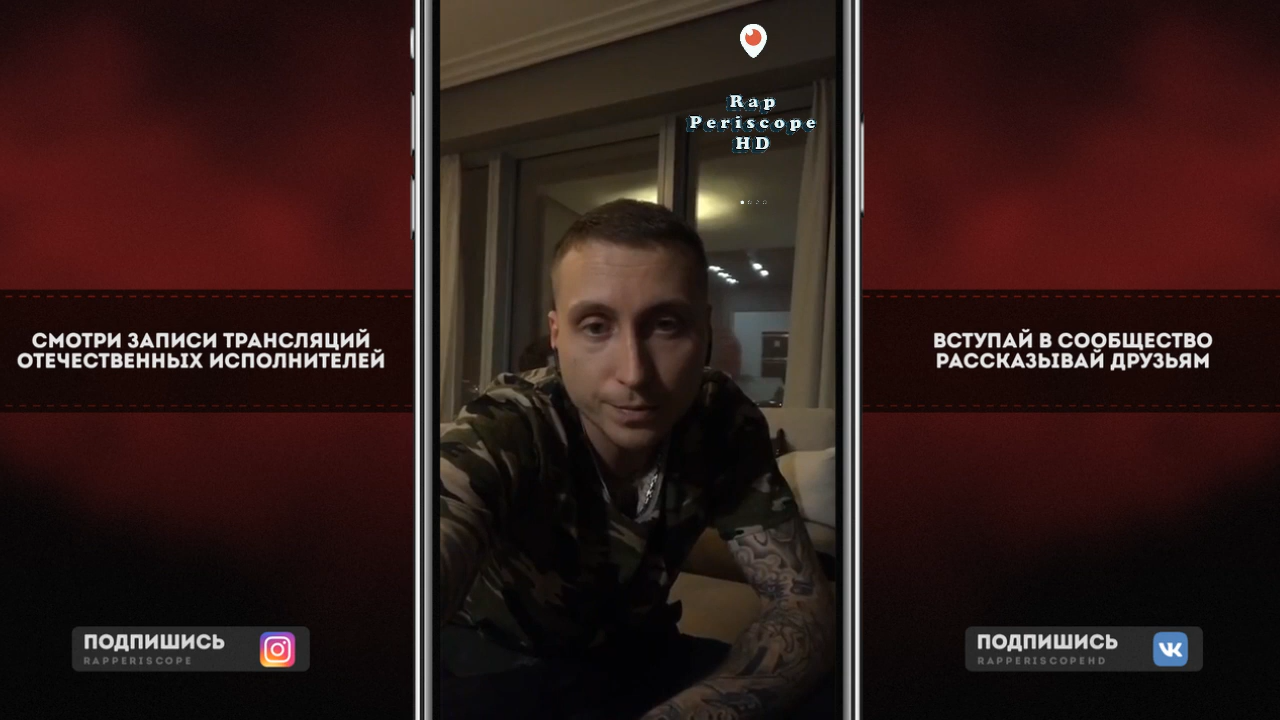 Rap
Periscope
HD
СМОТРИ ЗАПИСИ ТРАНСЛЯЦИЙ
ОТЕЧЕСТВЕННЫХ ИСПОЛНИТЕЛЕЙ
ВСТУПАЙ В СООБЩЕСТВО
РАССКАЗЫВАЙ ДРУЗЬЯМ
ПОДПИШИСЬ
RAPPERISCOPE
ПОДПИШИСЬ
RAPPERISCOPEHD